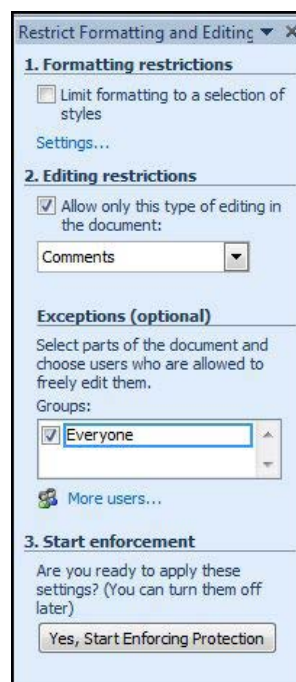 Restrict Formatting and Editing
1. Formatting restrictions
Limit formatting to a selection of
styles
Settings...
2. Editing restrictions
Allow only this type of editing in
the document:
Comments
Exceptions (optional)
Select parts of the document and
choose users who are allowed to
freely edit them.
Groups:
Everyone
More users...
3. Start enforcement
Are you ready to apply these
settings? (You can turn them off
later)
Yes, Start Enforcing Protection